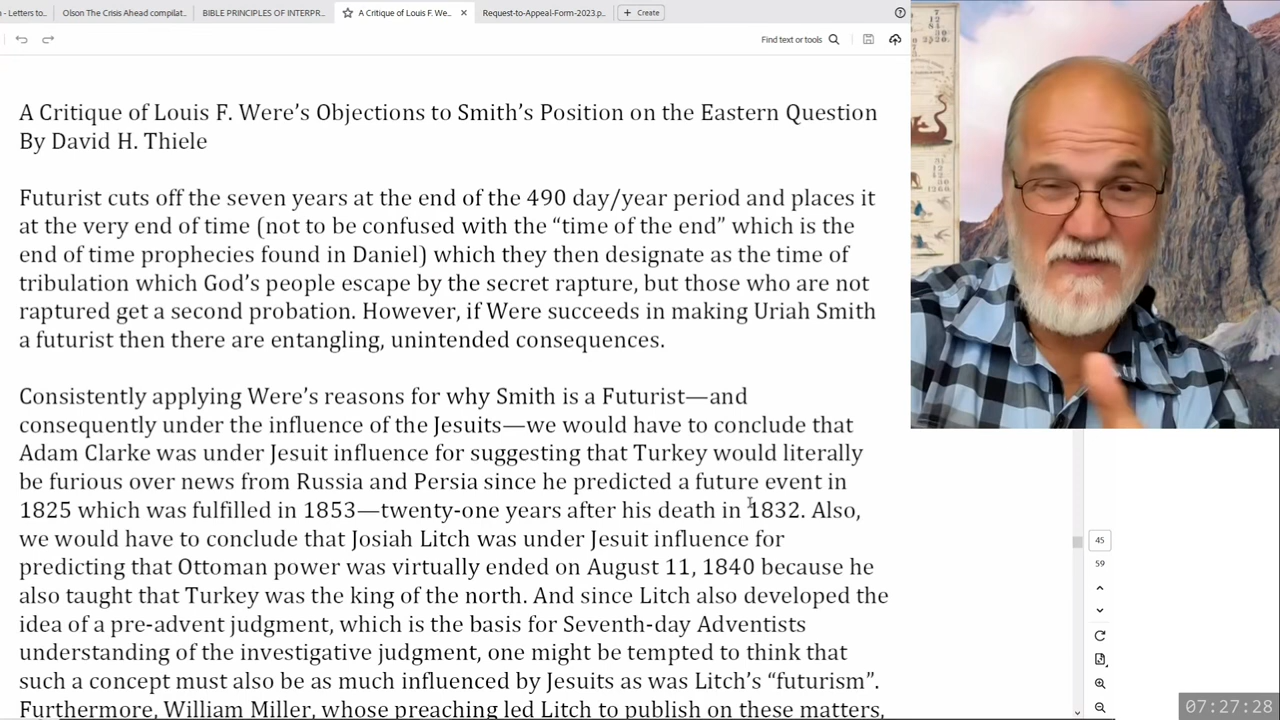 - Letters to...
Olson The Crisis Ahead compilat...
BIBLE PRINCIPLES OF INTERPR...
A Critique of Louis F. We...
Request-to-Appeal-Form-2023.p...
+ Create
Find text or tools
A Critique of Louis F. Were’s Objections to Smith’s Position on the Eastern Question
By David H. Thiele
Futurist cuts off the seven years at the end of the 490 day/year period and places it
at the very end of time (not to be confused with the “time of the end” which is the
end of time prophecies found in Daniel) which they then designate as the time of
tribulation which God’s people escape by the secret rapture, but those who are not
raptured get a second probation. However, if Were succeeds in making Uriah Smith
a futurist then there are entangling, unintended consequences.
Consistently applying Were’s reasons for why Smith is a Futurist—and
consequently under the influence of the Jesuits—we would have to conclude that
Adam Clarke was under Jesuit influence for suggesting that Turkey would literally
be furious over news from Russia and Persia since he predicted a future event in
1825 which was fulfilled in 1853—twenty-one years after his death in 1832. Also,
we would have to conclude that Josiah Litch was under Jesuit influence for
predicting that Ottoman power was virtually ended on August 11, 1840 because he
also taught that Turkey was the king of the north. And since Litch also developed the
idea of a pre-advent judgment, which is the basis for Seventh-day Adventists
understanding of the investigative judgment, one might be tempted to think that
such a concept must also be as much influenced by Jesuits as was Litch’s “futurism”.
Furthermore, William Miller, whose preaching led Litch to publish on these matters,
45
59
07:27:28